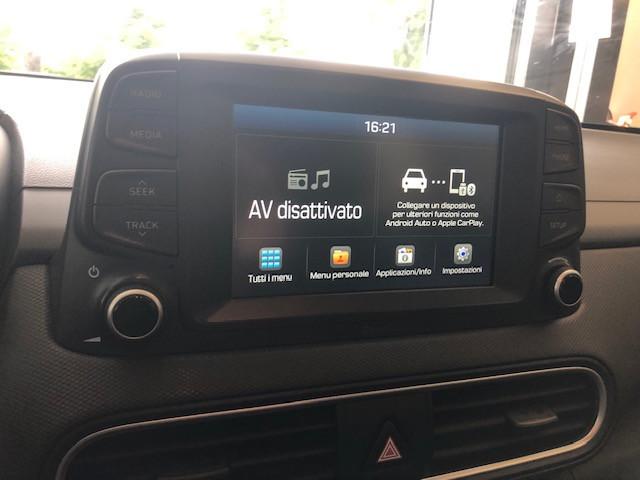 RADIO
MEDIA
SEEK
TRACK
16:21
AV disattivato
Collegare un dispositivo
per ulteriori funzioni come
Android Auto o Apple CarPlay.
Tutti i menu
Menu personale
Applicazioni/Info
Impostazioni
SETUP